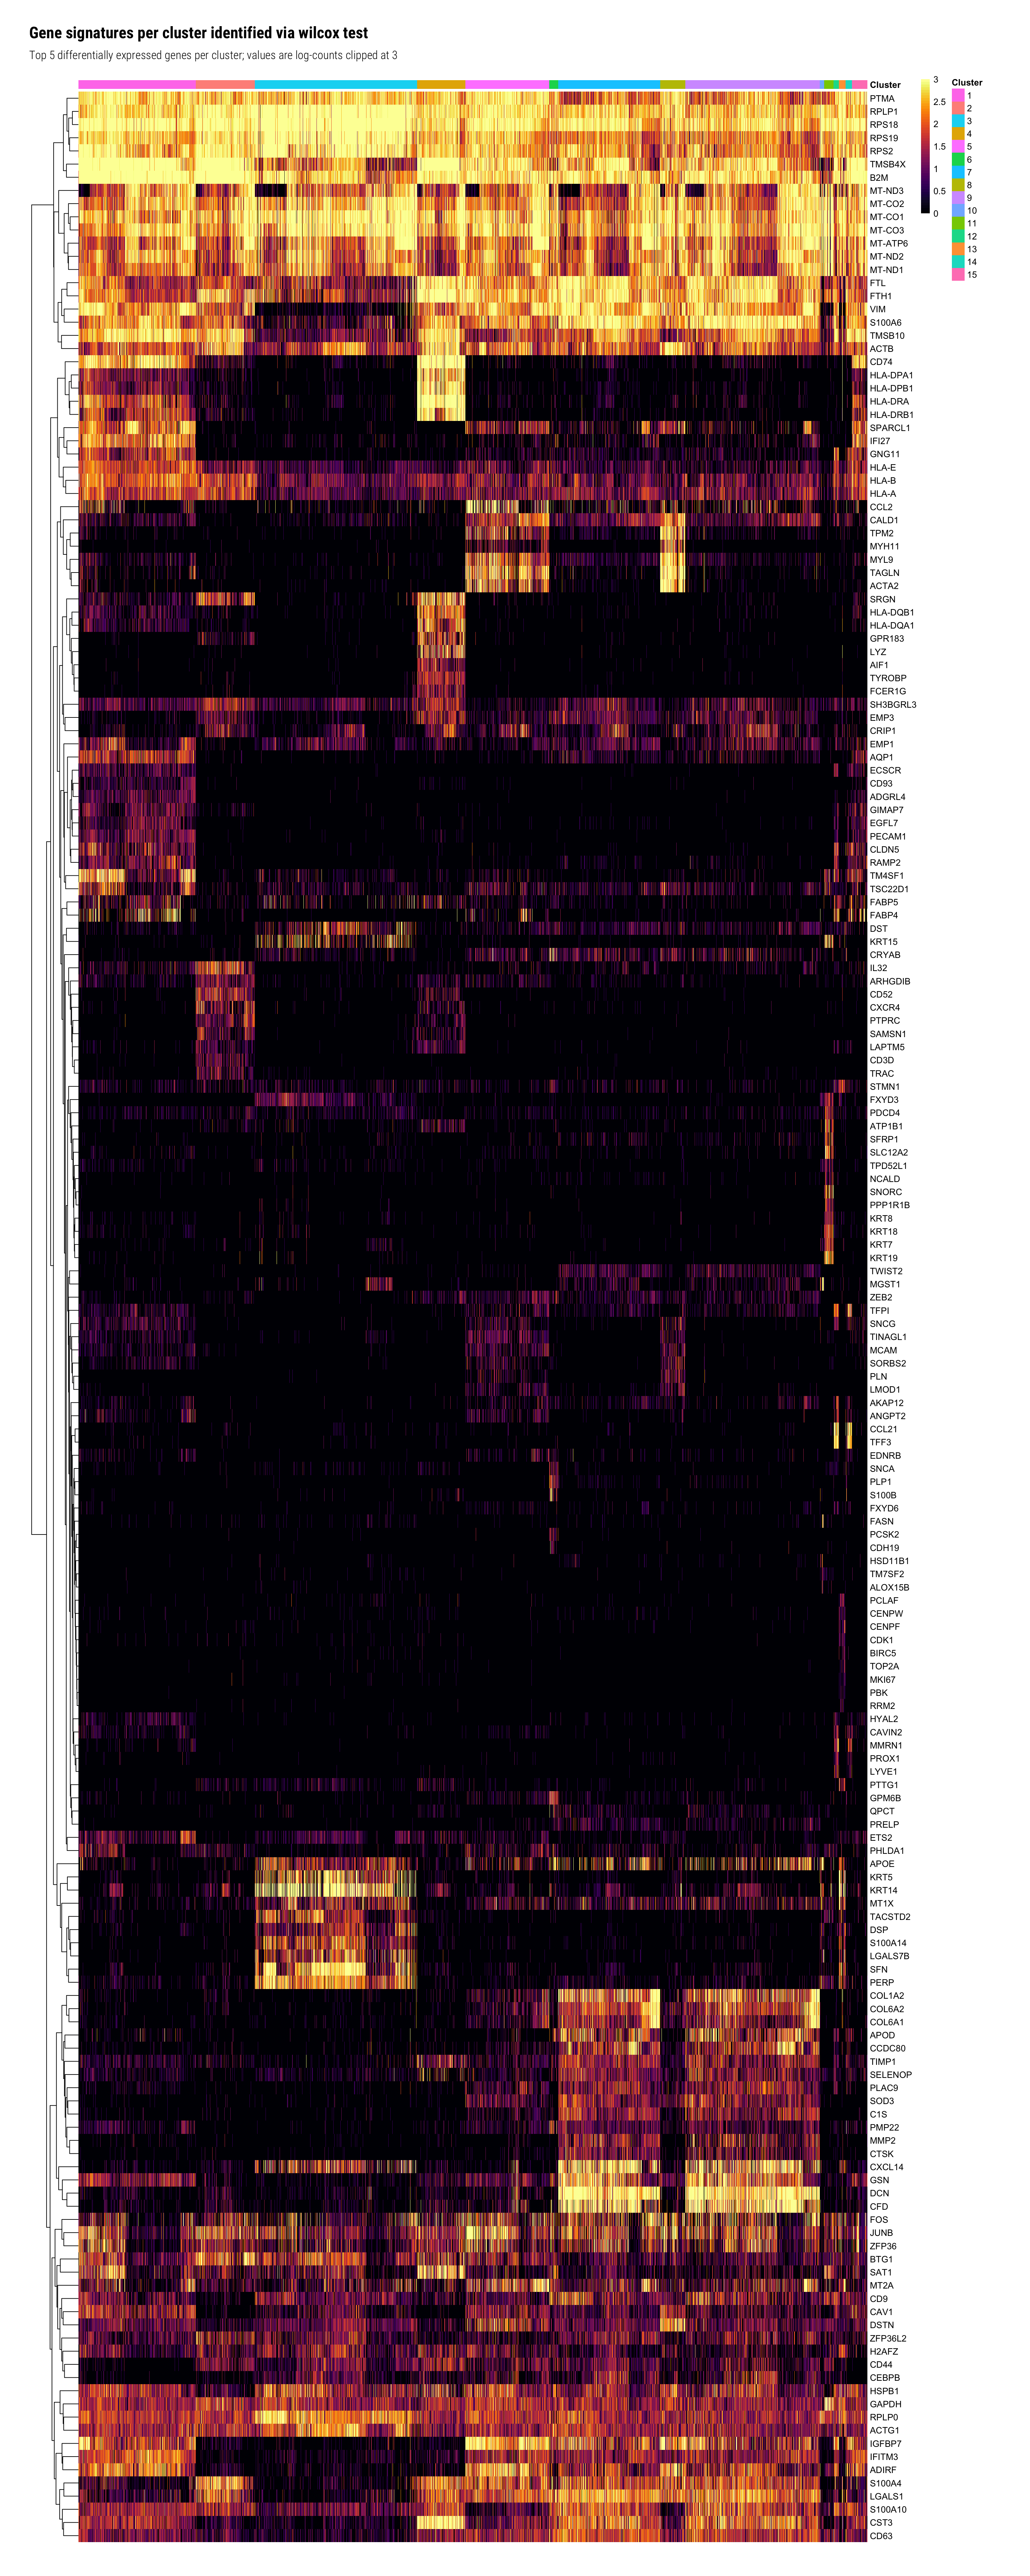 Gene signatures per cluster identified via wilcox test
Top 5 differentially expressed genes per cluster; values are log-counts clipped at 3
Cluster
3
2.5
2
1.5
1
0.5
0
Cluster
1
2
3
4
5
6
7
8
9
10
11
12
13
14
15
PTMA
RPLP1
RPS18
RPS19
RPS2
TMSB4X
B2M
MT-ND3
MT-CO2
MT-CO1
MT-CO3
MT-ATP6
MT-ND2
MT-ND1
FTL
FTH1
VIM
S100A6
TMSB10
ACTB
CD74
HLA-DPA1
HLA-DPB1
HLA-DRA
HLA-DRB1
SPARCL1
IFI27
GNG11
HLA-E
HLA-B
HLA-A
CCL2
CALD1
TPM2
MYH11
MYL9
TAGLN
ACTA2
SRGN
HLA-DQB1
HLA-DQA1
GPR183
LYZ
AIF1
TYROBP
FCER1G
SH3BGRL3
EMP3
CRIP1
EMP1
AQP1
ECSCR
CD93
ADGRL4
GIMAP7
EGFL7
PECAM1
CLDN5
RAMP2
TM4SF1
TSC22D1
FABP5
FABP4
DST
KRT15
CRYAB
IL32
ARHGDIB
CD52
CXCR4
PTPRC
SAMSN1
LAPTM5
CD3D
TRAC
STMN1
FXYD3
PDCD4
ATP1B1
SFRP1
SLC12A2
TPD52L1
NCALD
SNORC
PPP1R1B
KRT8
KRT18
KRT7
KRT19
TWIST2
MGST1
ZEB2
TFPI
SNCG
TINAGL1
MCAM
SORBS2
PLN
LMOD1
AKAP12
ANGPT2
CCL21
TFF3
EDNRB
SNCA
PLP1
S100B
FXYD6
FASN
PCSK2
CDH19
HSD11B1
TM7SF2
ALOX15B
PCLAF
CENPW
CENPF
CDK1
BIRC5
TOP2A
MKI67
PBK
RRM2
HYAL2
CAVIN2
MMRN1
PROX1
LYVE1
PTTG1
GPM6B
QPCT
PRELP
ETS2
PHLDA1
APOE
KRT5
KRT14
MT1X
TACSTD2
DSP
S100A14
LGALS7B
SFN
PERP
COL1A2
COL6A2
COL6A1
APOD
CCDC80
TIMP1
SELENOP
PLAC9
SOD3
C1S
PMP22
MMP2
CTSK
CXCL14
GSN
DCN
CFD
FOS
JUNB
ZFP36
BTG1
SAT1
MT2A
CD9
CAV1
DSTN
ZFP36L2
H2AFZ
CD44
CEBPB
HSPB1
GAPDH
RPLP0
ACTG1
IGFBP7
IFITM3
ADIRF
S100A4
LGALS1
S100A10
CST3
CD63